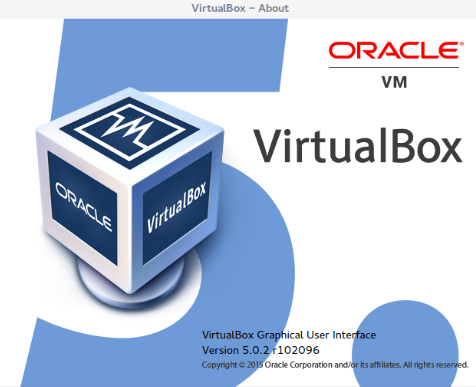 VirtualBox – About
ORACLE®
VM
VirtualBox
ORACLE
VirtualBox
5.
VirtualBox Graphical User Interface
Version 5.0.2 r102096
Copyright © 2015 Oracle Corporation and/or its affiliates. All rights reserved.